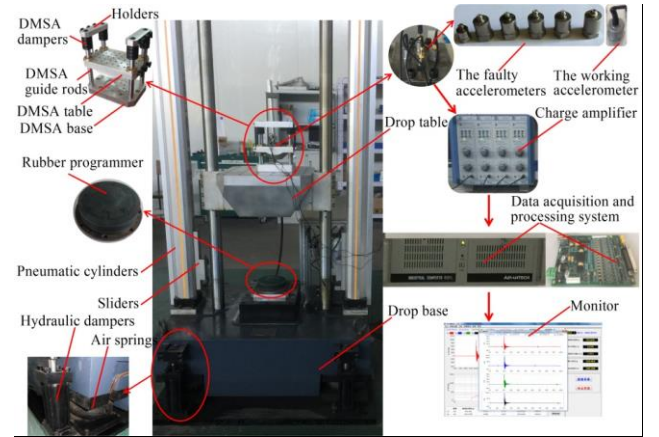 Holders
DMSA
dampers
DMSA
guide rods
DMSA table
DMSA base
Rubber programmer
Pneumatic cylinders
Sliders
Hydraulic dampers
Air spring
Drop table
The faulty
accelerometers
The working
accelerometer
Charge amplifier
Data acquisition and
processing system
Drop base
Monitor